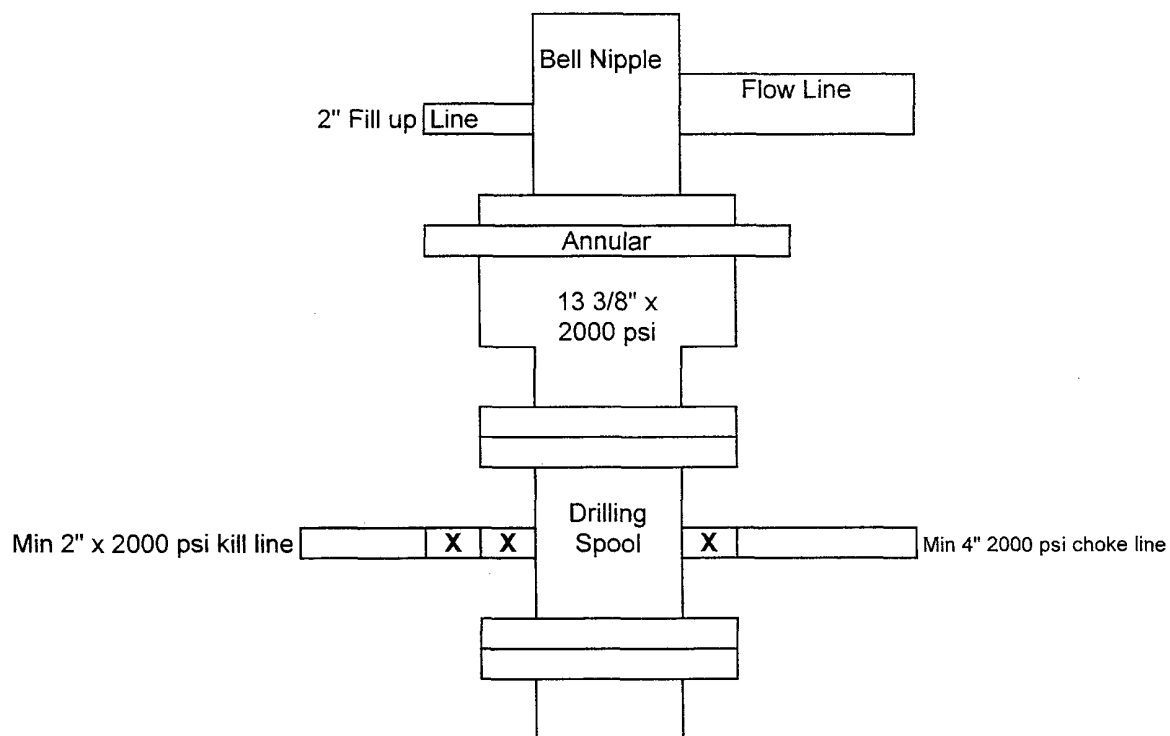 Bell Nipple
Flow Line
2" Fill up Line
Annular
13 3/8" x
2000 psi
Drilling
Spool
Min 2" x 2000 psi kill line
X X
X
Min 4" 2000 psi choke line